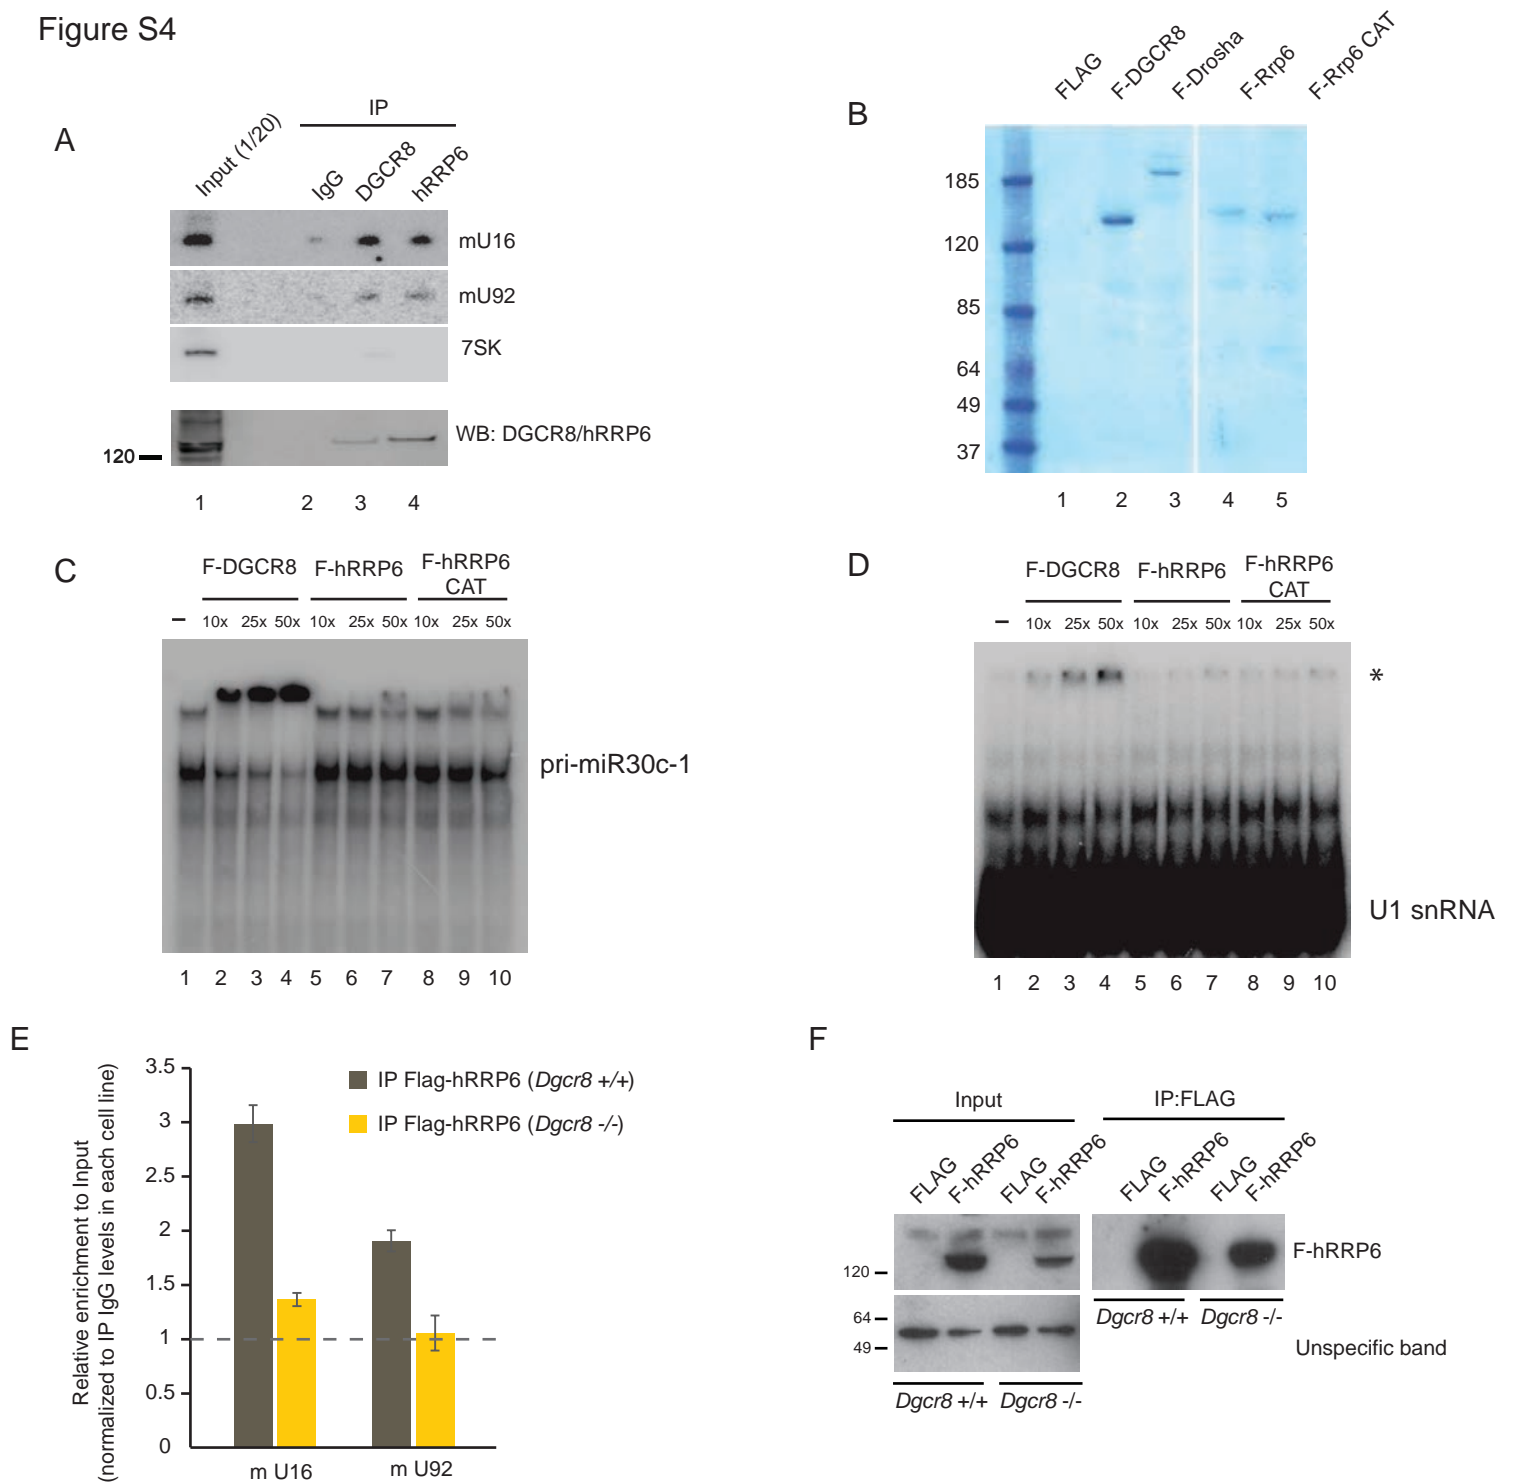 Figure S4
A
Input (1/20)
IP
IgG
DGCR8
hRRP6
mU16
mU92
7SK
WB: DGCR8/hRRP6
120
1 2 3 4
B
FLAG
F-DGCR8
F-Drosha
F-Rrp6
F-Rrp6 CAT
185
120
85
64
49
37
1 2 3 4 5
C
F-DGCR8 F-hRRP6 F-hRRP6
CAT
– 10x 25x 50x 10x 25x 50x 10x 25x 50x
pri-miR30c-1
1 2 3 4 5 6 7 8 9 10
D
F-DGCR8 F-hRRP6 F-hRRP6
CAT
– 10x 25x 50x 10x 25x 50x 10x 25x 50x
*
U1 snRNA
1 2 3 4 5 6 7 8 9 10
E
Relative enrichment to Input
(normalized to IP IgG levels in each cell line)
3.5
3
2.5
2
1.5
1
0.5
0
IP Flag-hRRP6 (Dgcr8 +/+)
IP Flag-hRRP6 (Dgcr8 -/-)
m U16 m U92
F
Input IP:FLAG
FLAG
F-hRRP6
FLAG
F-hRRP6
FLAG
F-hRRP6
FLAG
F-hRRP6
120
F-hRRP6
Dgcr8 +/+ Dgcr8 -/-
64
49
Unspecific band
Dgcr8 +/+ Dgcr8 -/-